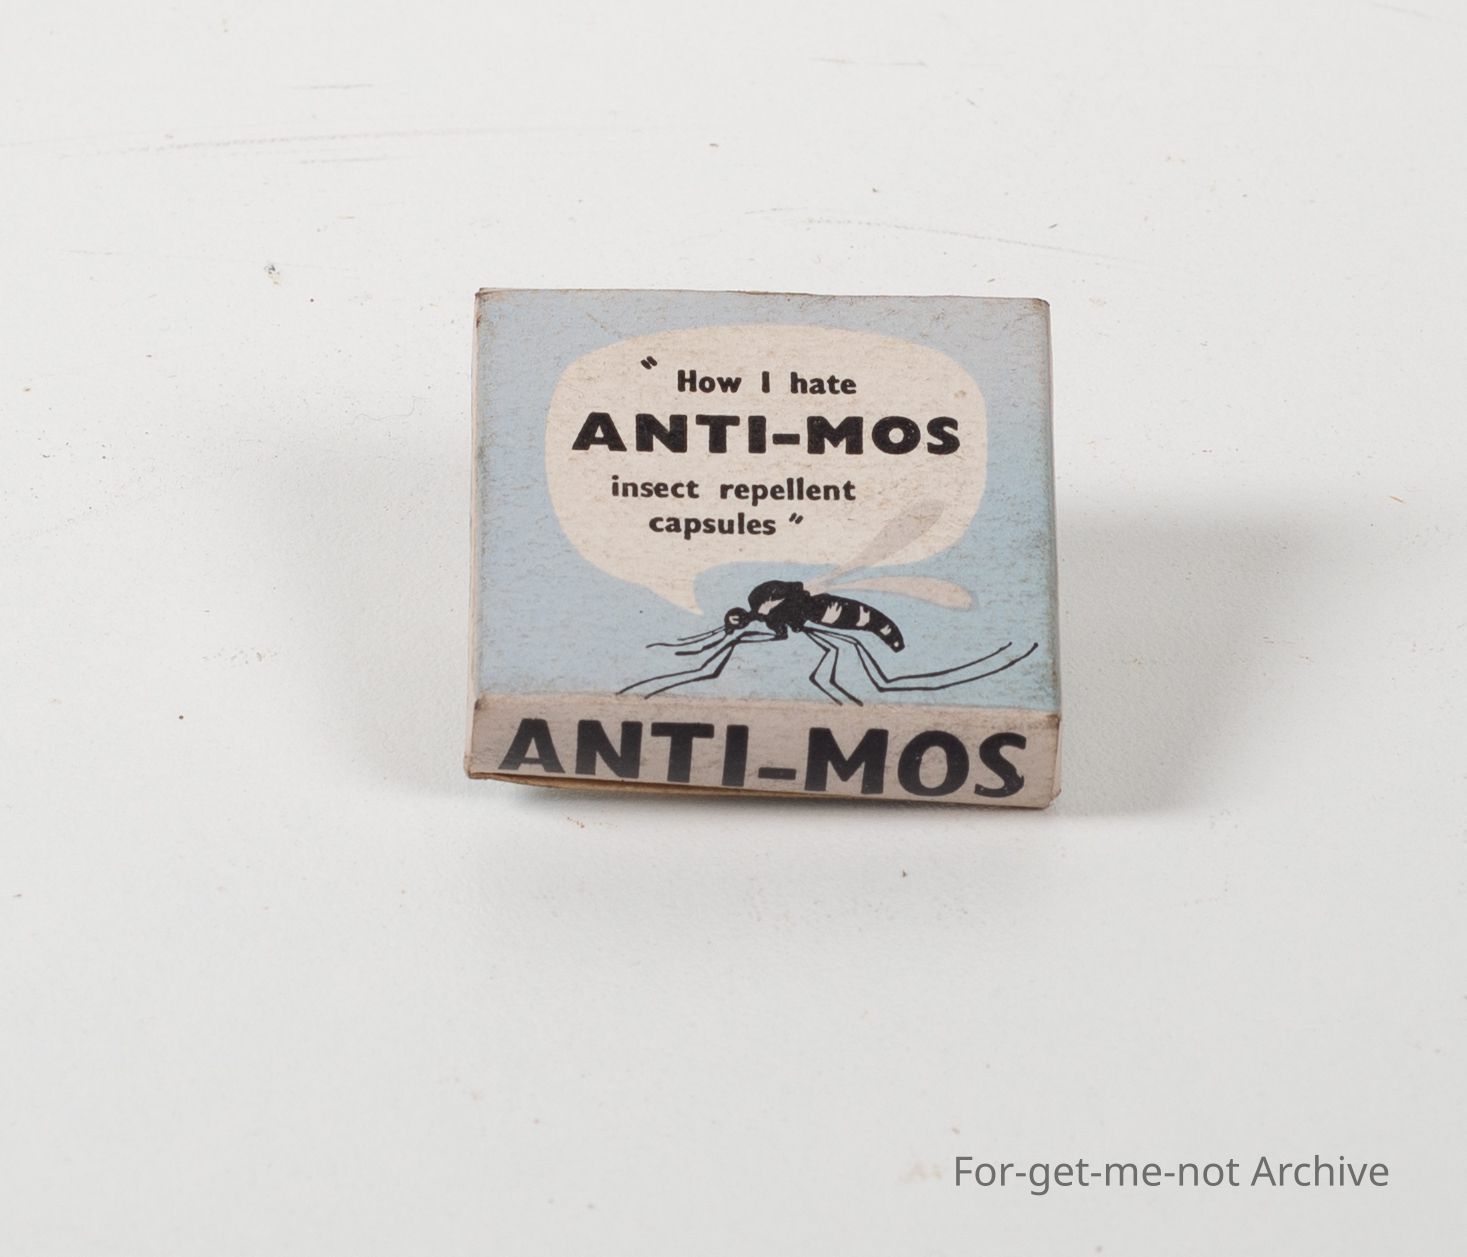 " How I hate
ANTI-MOS
insect repellent
capsules "
ANTI-MOS
For-get-me-not Archive